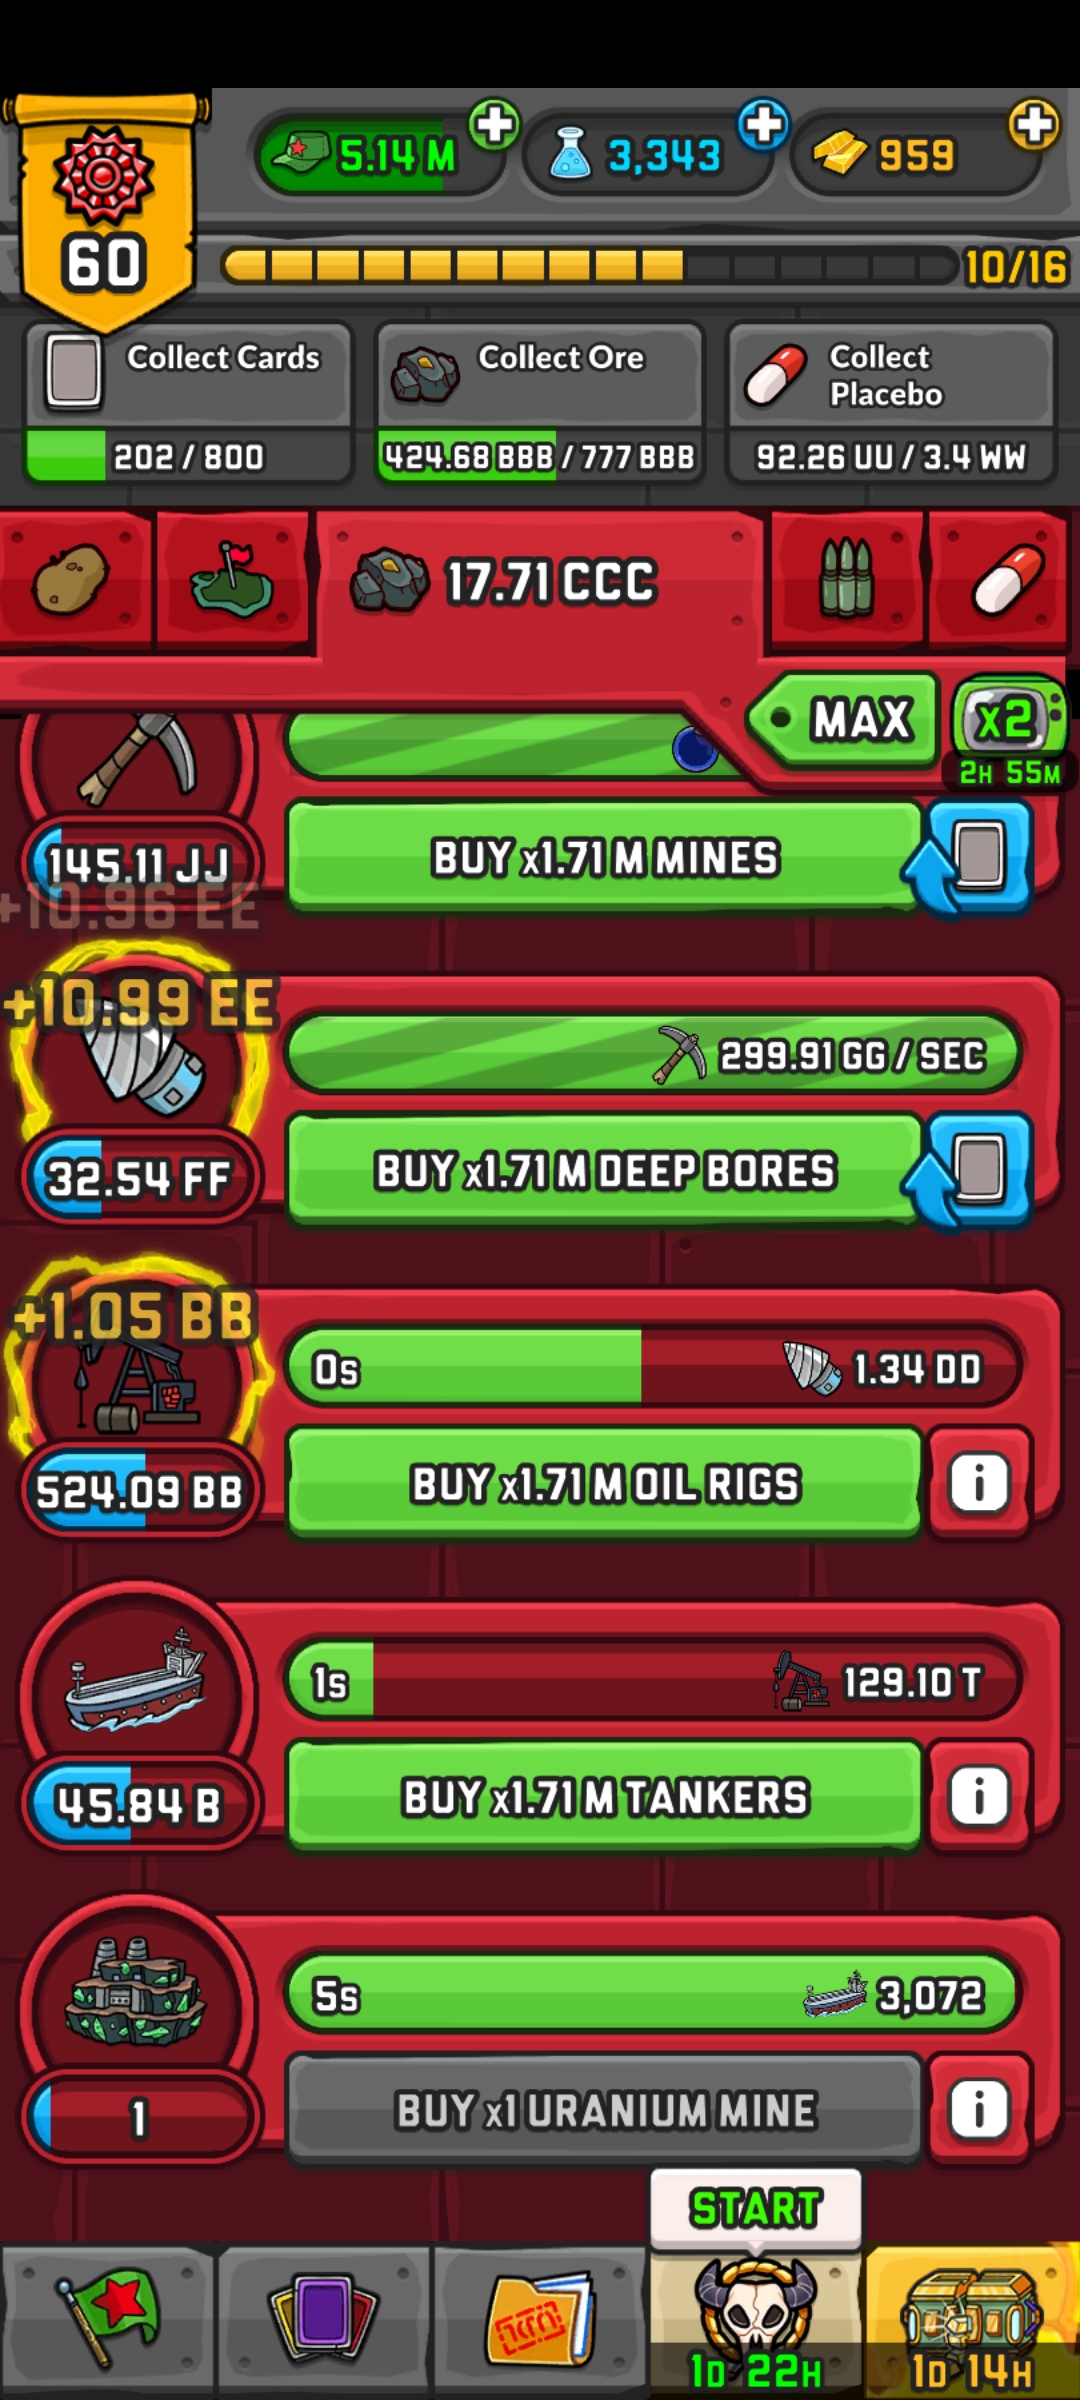 60
5.14 M
3,343
959
10/16
Collect Cards
202 / 800
Collect Ore
424.68 BBB / 777 BBB
Collect
Placebo
92.26 UU / 3.4 WW
17.71 CCC
MAX
x2
2H 55M
145.11 JJ
BUY x1.71 M MINES
+10.96 EE
+10.99 EE
299.91 GG / SEC
32.54 FF
BUY x1.71 M DEEP BORES
+1.05 BB
0s
1.34 DD
524.09 BB
BUY x1.71 M OIL RIGS
i
1s
129.10 T
45.84 B
BUY x1.71 M TANKERS
i
5s
3,072
1
BUY x1 URANIUM MINE
i
START
1D 22H
1D 14H